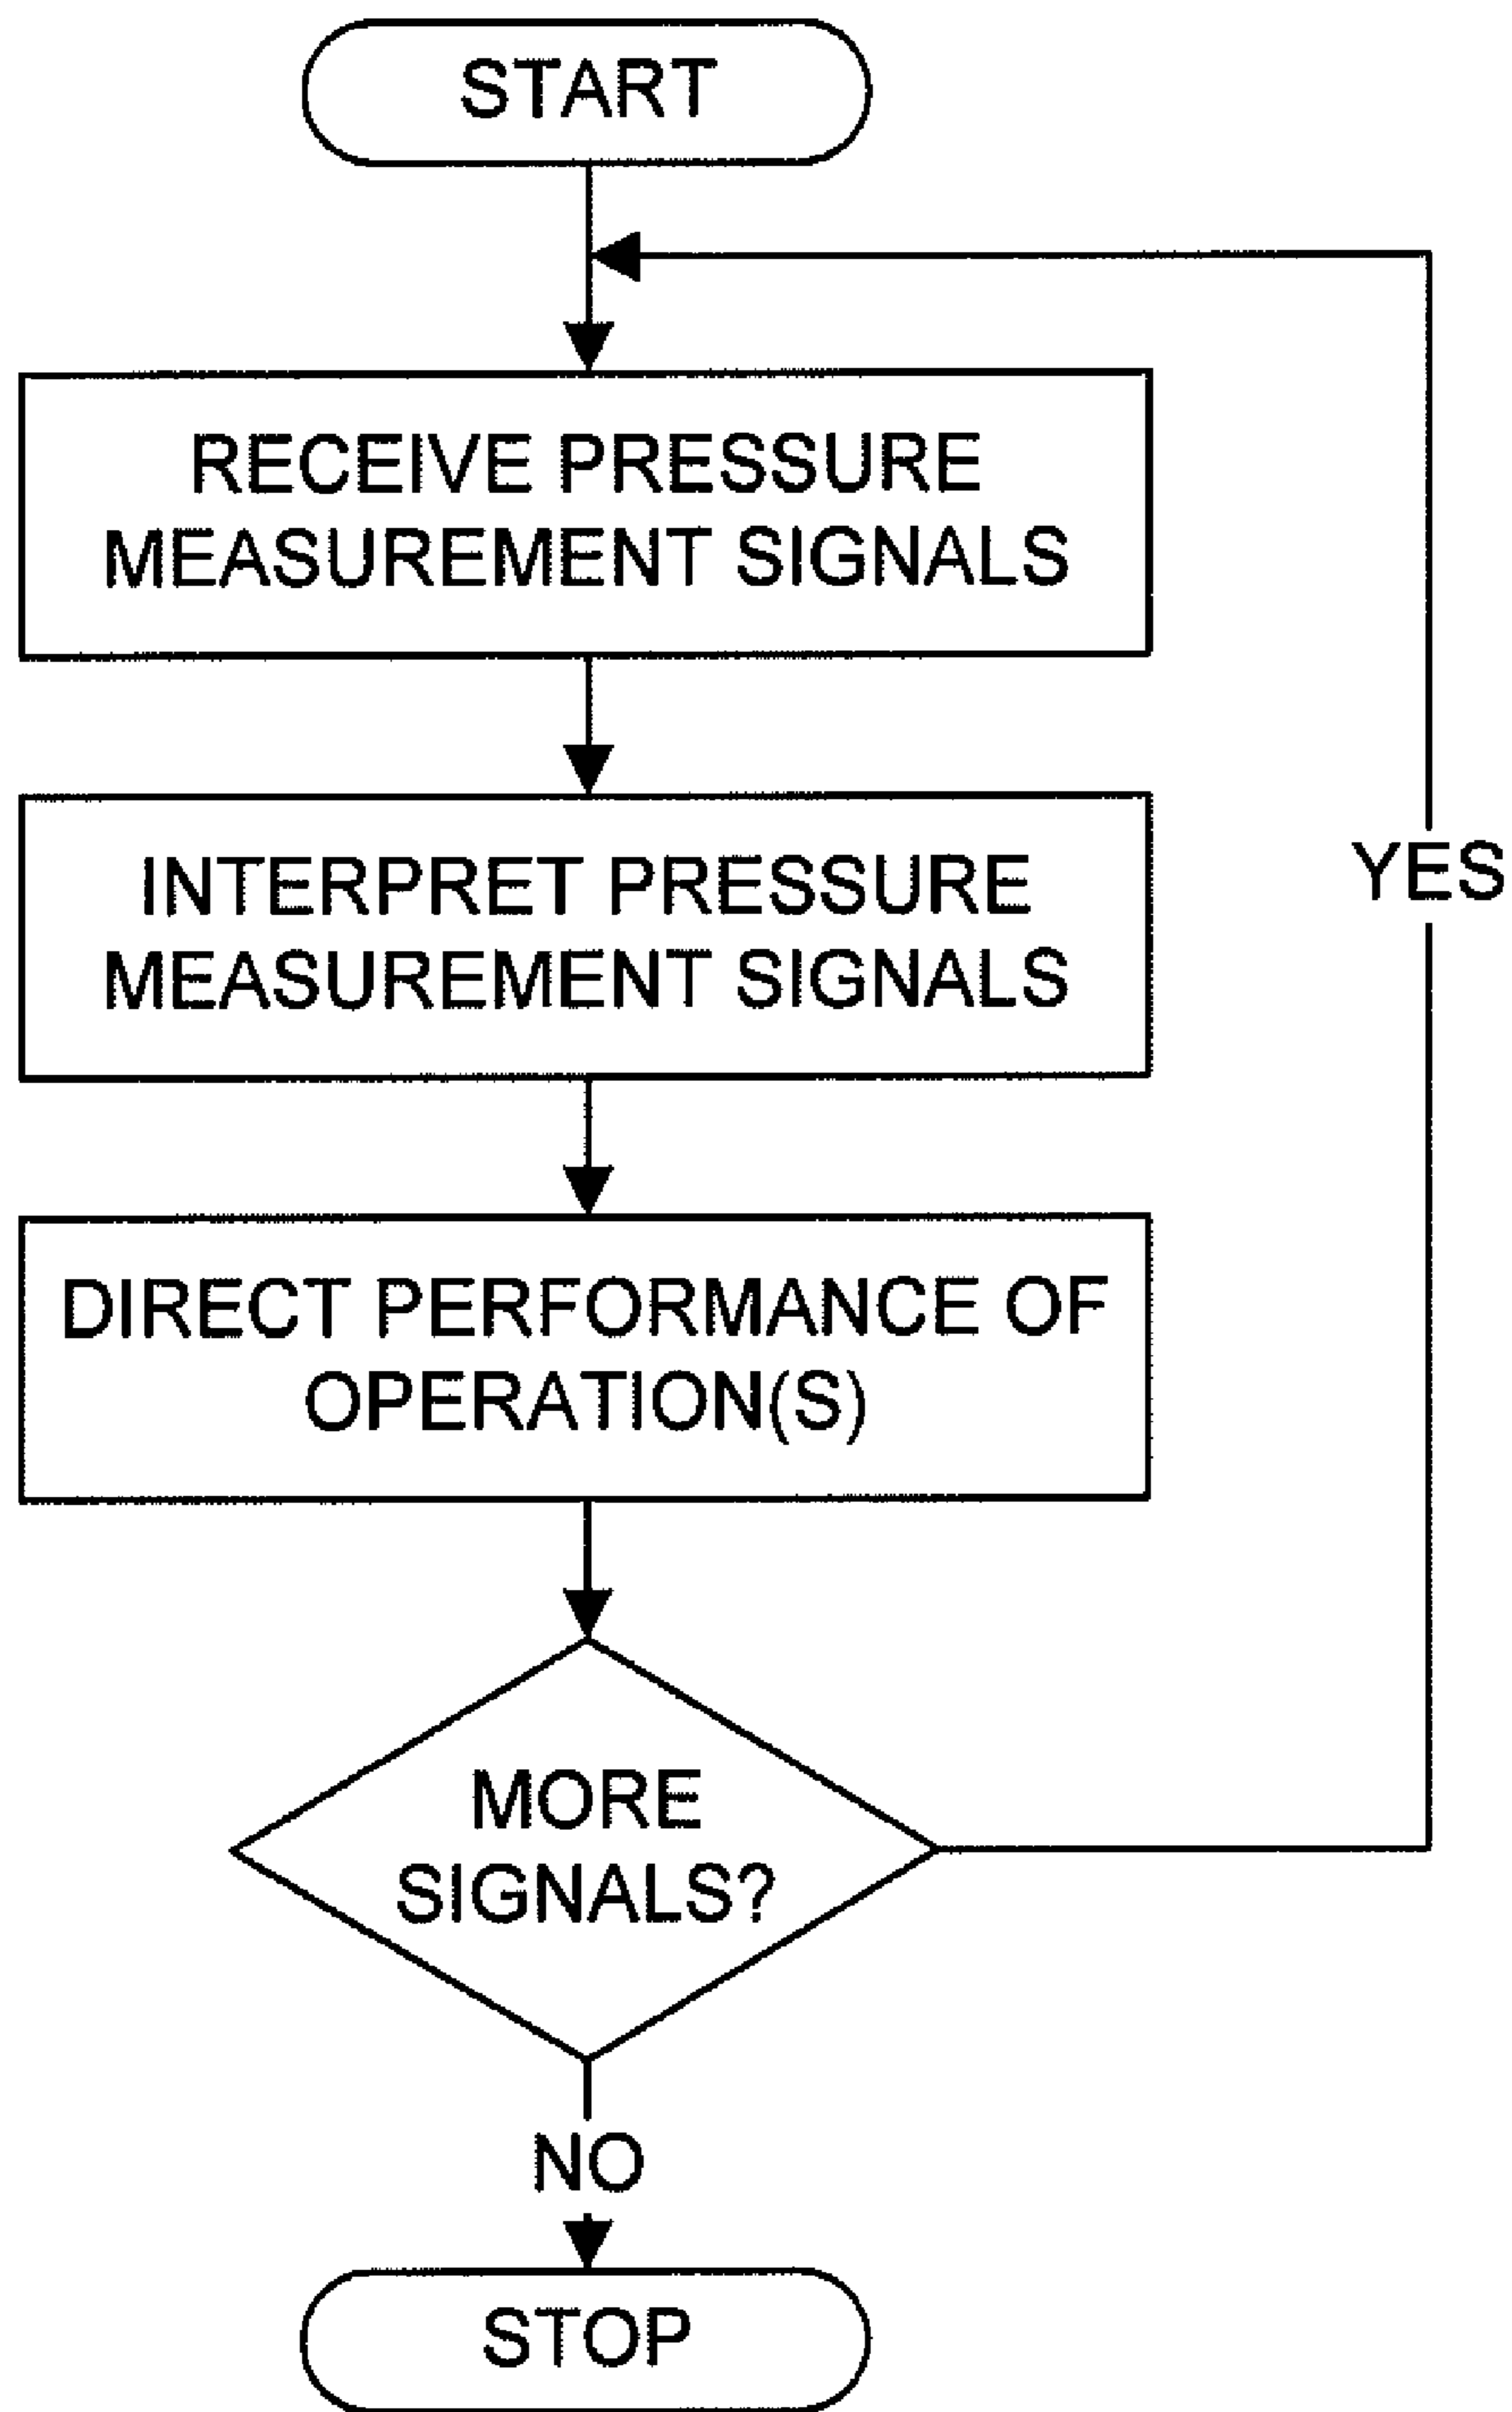 START
RECEIVE PRESSURE
MEASUREMENT SIGNALS
INTERPRET PRESSURE
MEASUREMENT SIGNALS
YES
DIRECT PERFORMANCE OF
OPERATION(S)
MORE
SIGNALS?
NO
STOP